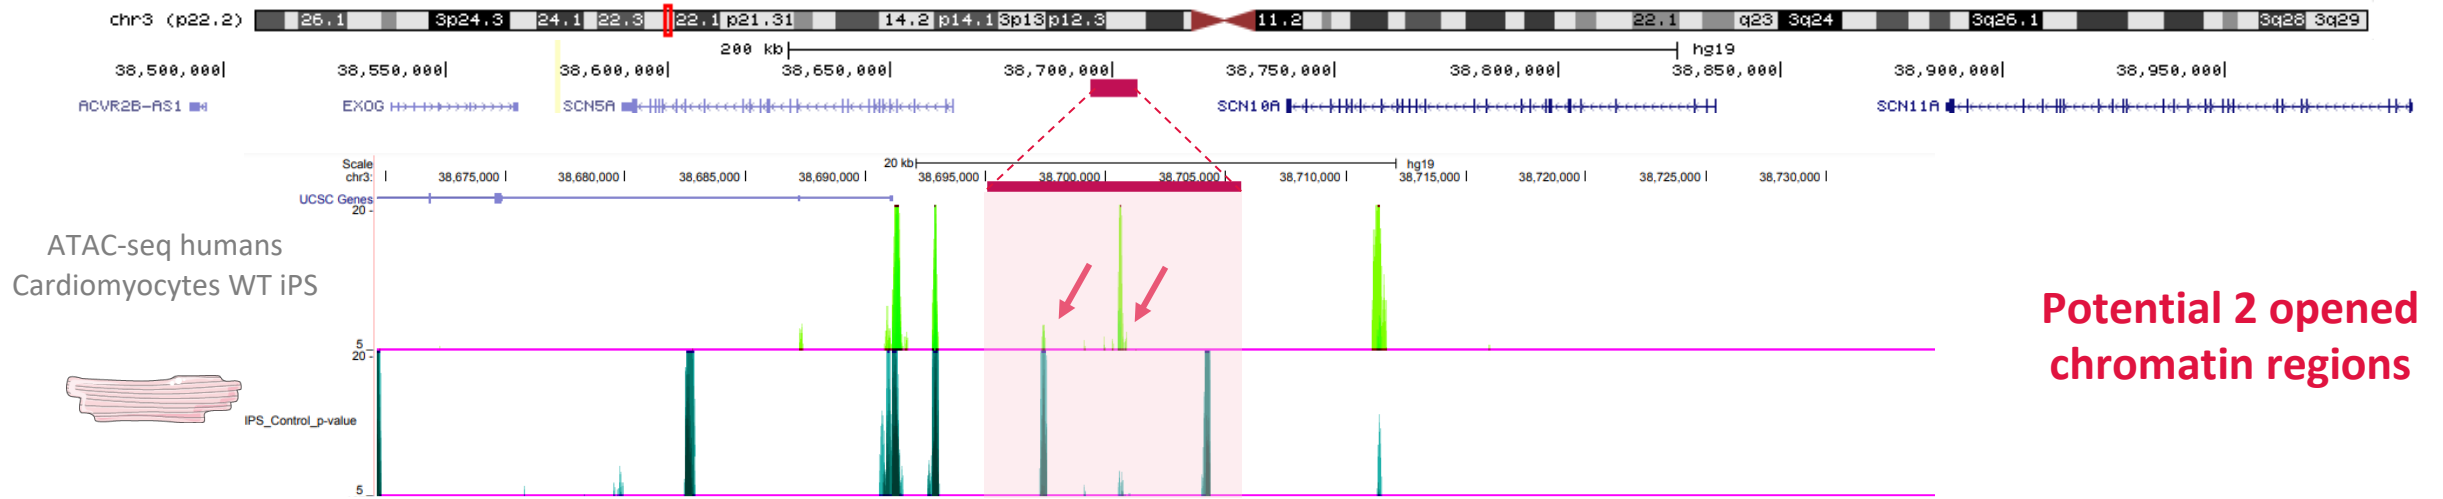 chr3 (p22.2) 26.1 3p24.3 24.1 22.3 22.1 p21.31 14.2 p14.1 3p13 p12.3 11.2 22.1 q23 3q24 3q26.1 3q28 3q29
200 kb hg19
38,500,000| 38,550,000| 38,600,000| 38,650,000| 38,700,000| 38,750,000| 38,800,000| 38,850,000| 38,900,000| 38,950,000|
ACVR2B-AS1 EXOG SCN5A SCN10A SCN11A
Scale 20 kb hg19
chr3: | 38,675,000 | 38,680,000 | 38,685,000 | 38,690,000 | 38,695,000 | 38,700,000 | 38,705,000 | 38,710,000 | 38,715,000 | 38,720,000 | 38,725,000 | 38,730,000 |
UCSC Genes
20 -
ATAC-seq humans
Cardiomyocytes WT iPS
Potential 2 opened
chromatin regions
5 _
20 -
IPS_Control_p-value
5 _